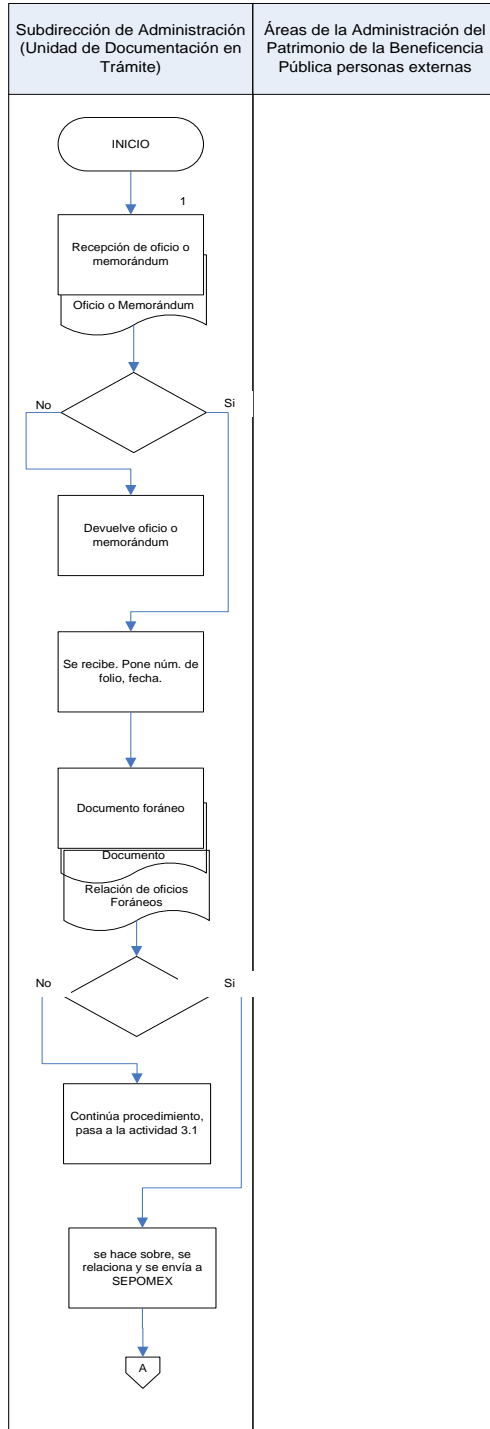 Subdirección de Administración
(Unidad de Documentación en
Trámite)
Áreas de la Administración del
Patrimonio de la Beneficencia
Pública personas externas
INICIO
1
Recepción de oficio o
memorándum
Oficio o Memorándum
No
Si
Devuelve oficio o
memorándum
Se recibe. Pone núm. de
folio, fecha.
Documento foráneo
Documento
Relación de oficios
Foráneos
No
Si
Continúa procedimiento,
pasa a la actividad 3.1
se hace sobre, se
relaciona y se envía a
SEPOMEX
A